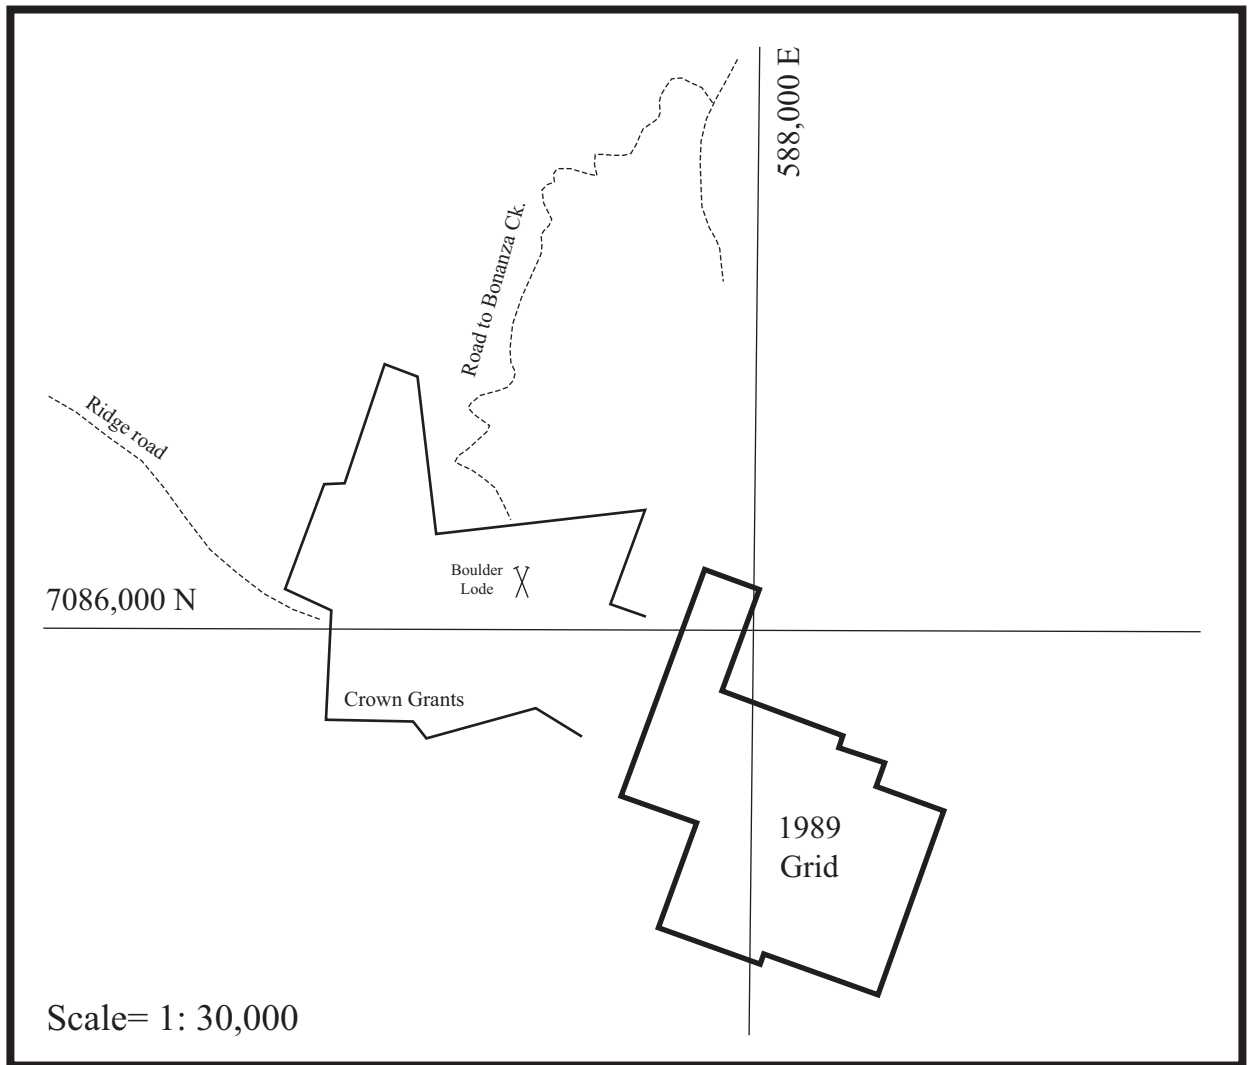 588,000 E
Road to Bonanza Ck.
Ridge road
Boulder
Lode
7086,000 N
Crown Grants
1989
Grid
Scale= 1: 30,000